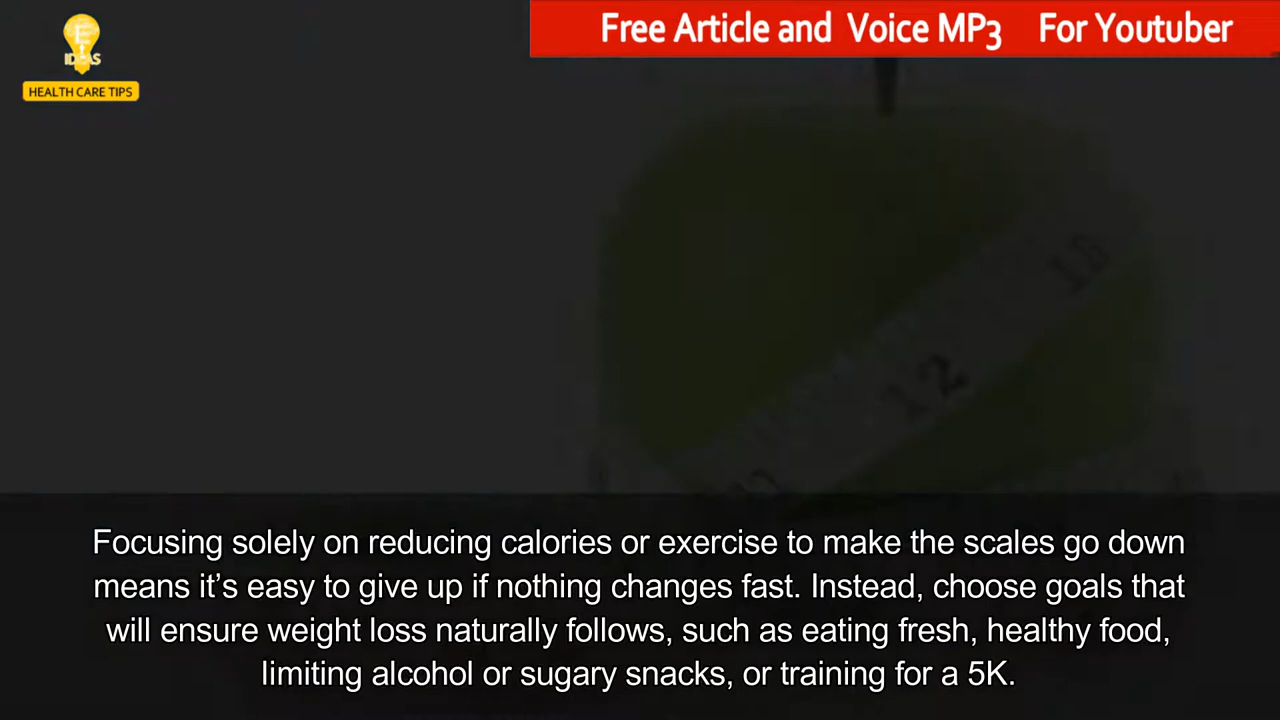 Free Article and Voice MP3 For Youtuber
E
IDEAS
HEALTH CARE TIPS
16
12
Focusing solely on reducing calories or exercise to make the scales go down
means it’s easy to give up if nothing changes fast. Instead, choose goals that
will ensure weight loss naturally follows, such as eating fresh, healthy food,
limiting alcohol or sugary snacks, or training for a 5K.